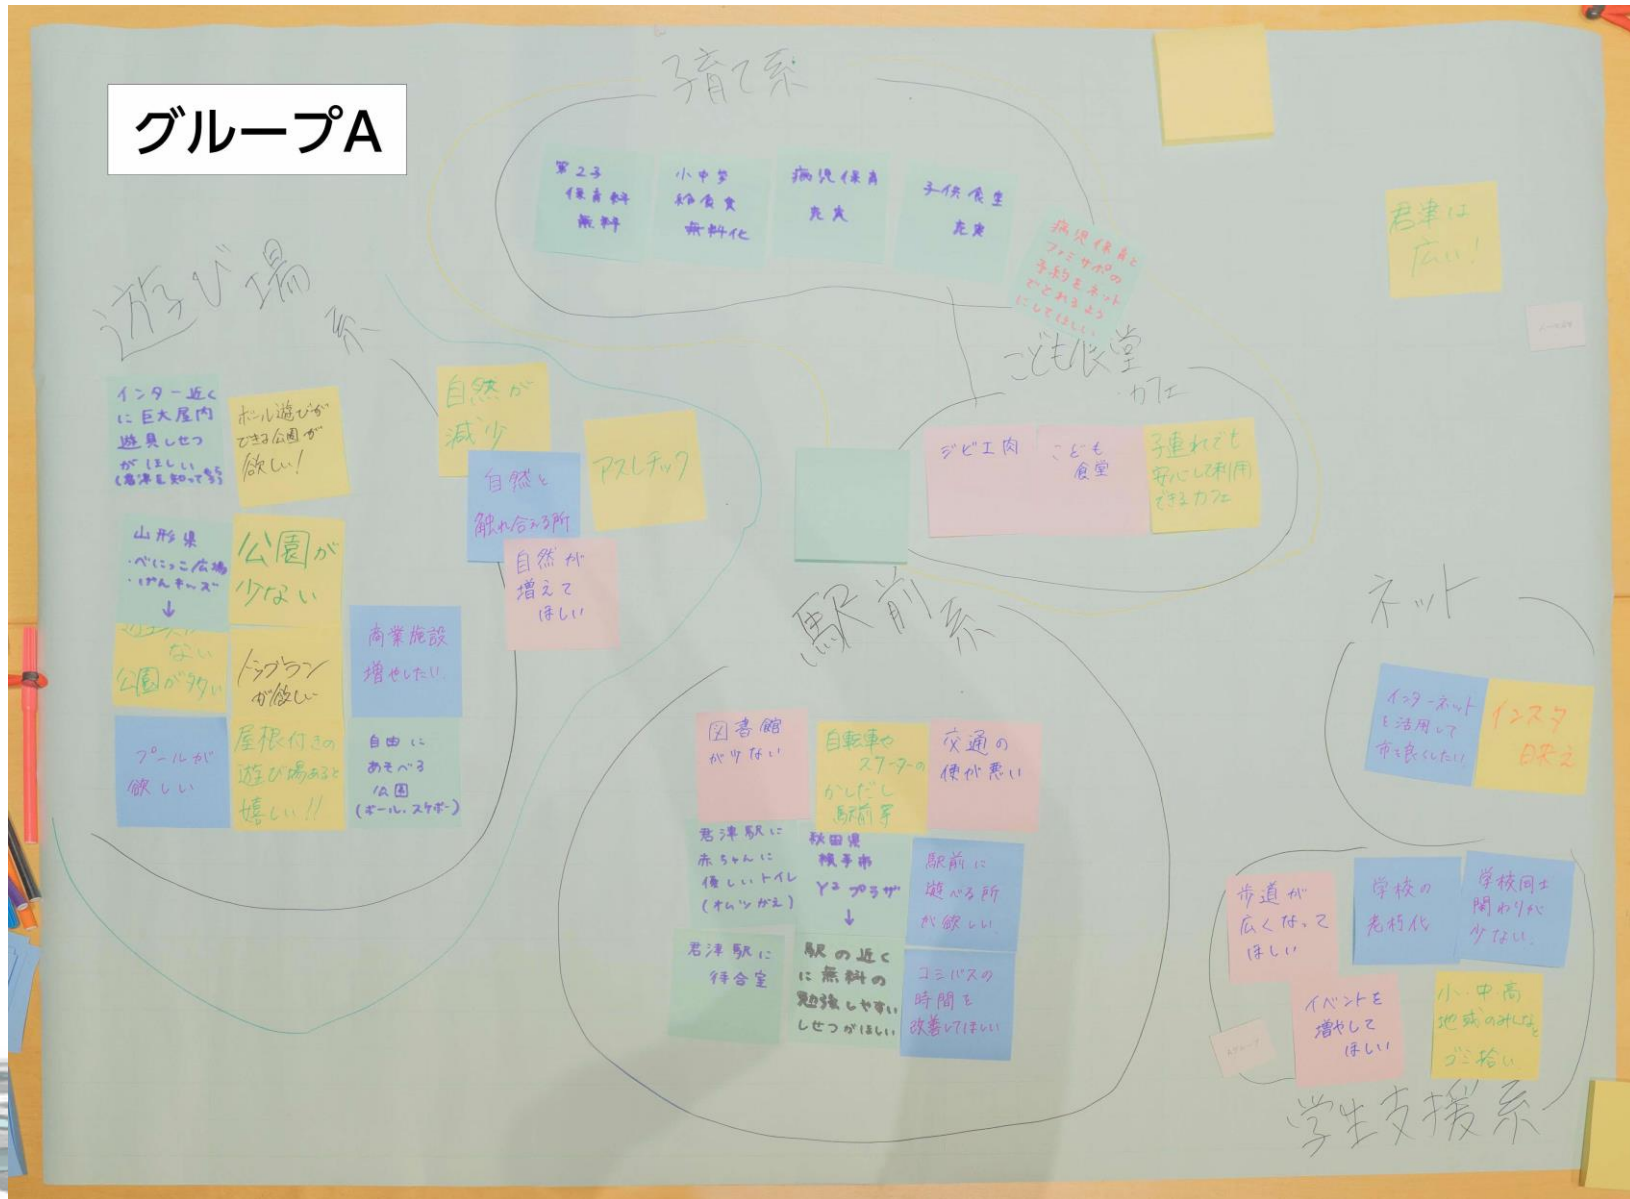 グループA
子育て系
第2子
保育料
無料
小中学
給食費
無料化
病児保育
充実
子供食堂
充実
病児保育と
ファミサポの
予約をネット
でとれるよう
にしてほしい
君津は
広い!
遊び場
系
インター近く
に巨大屋内
遊具しせつ
がほしい
(君津を知ってもらう)
ボール遊びが
できる公園が
欲しい!
山形県
・べにっこ広場
・げんキッズ
↓
公園が
少ない
ない
公園が多い
ドッグラン
が欲しい
商業施設
増やしたい
プールが
欲しい
屋根付きの
遊び場あると
嬉しい!!
自由に
あそべる
公園
(ボール、スケボー)
自然が
減少
自然と
触れ合える所
アスレチック
自然が
増えて
ほしい
こども食堂
カフェ
ジビエ肉
こども
食堂
子連れでも
安心して利用
できるカフェ
駅前系
図書館
が少ない
自転車や
スクーターの
かしだし
駅前等
交通の
便が悪い
君津駅に
赤ちゃんに
優しいトイレ
(オムツがえ)
秋田県
横手市
Y2プラザ
↓
駅前に
遊べる所
が欲しい
君津駅に
待合室
駅の近く
に無料の
勉強しやすい
しせつがほしい
コミバスの
時間を
改善してほしい
ネット
インターネット
を活用して
市を良くしたい
インスタ
映え
歩道が
広くなって
ほしい
学校の
老朽化
学校同士
関わりが
少ない
イベントを
増やして
ほしい
小・中高
地域のみんなと
ゴミ拾い
学生支援系